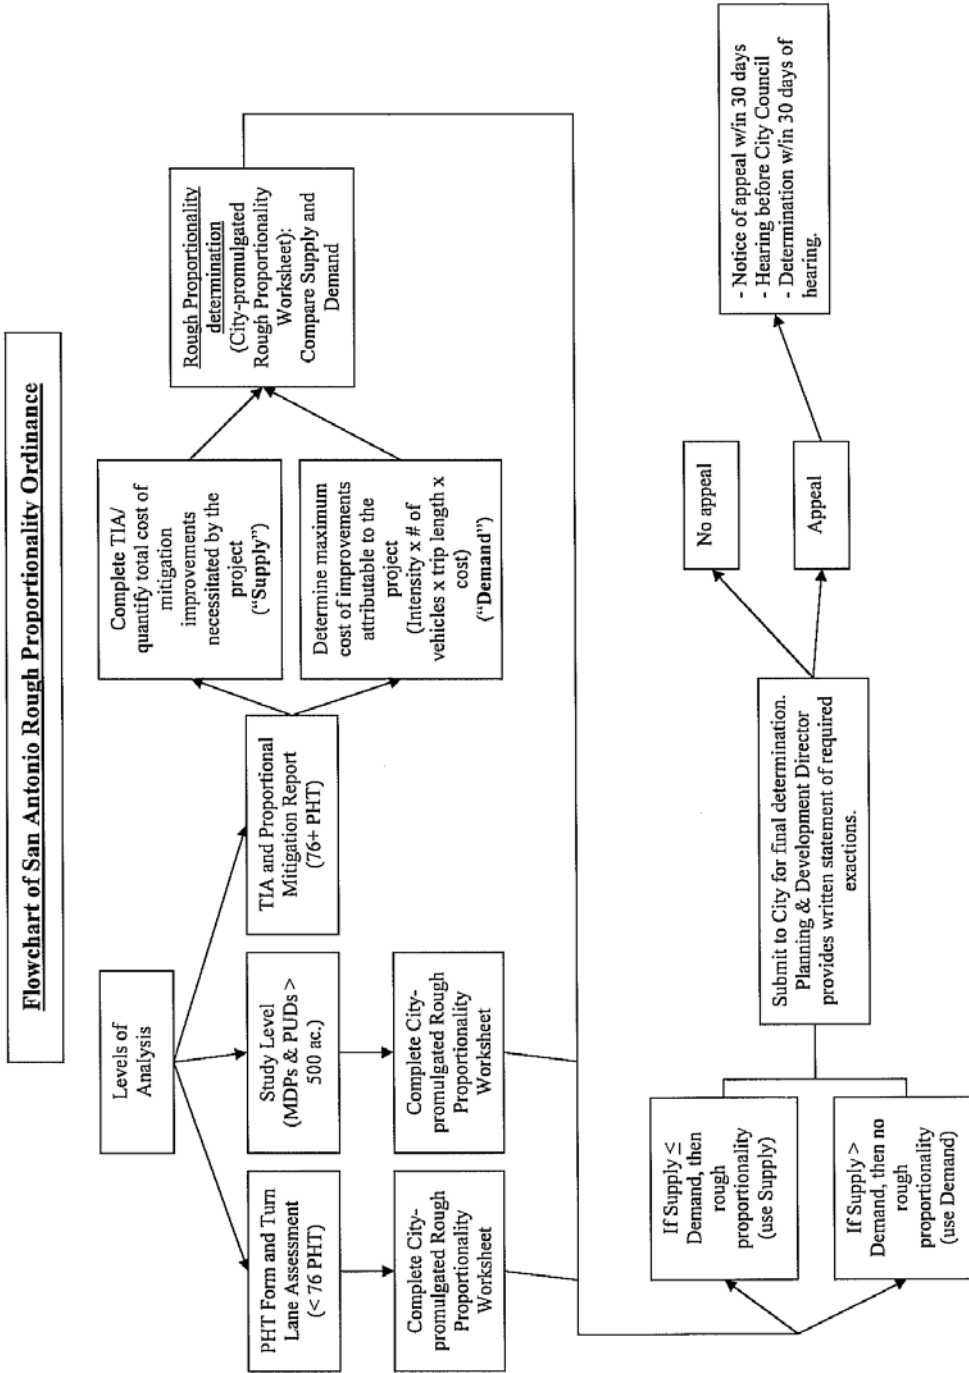 Flowchart of San Antonio Rough Proportionality Ordinance
Levels of
Analysis
PHT Form and Turn
Lane Assessment
(< 76 PHT)
Study Level
(MDPs & PUDs >
500 ac.)
TIA and Proportional
Mitigation Report
(76+ PHT)
Complete City-
promulgated Rough
Proportionality
Worksheet
Complete City-
promulgated Rough
Proportionality
Worksheet
Complete TIA/
quantify total cost of
mitigation
improvements
necessitated by the
project
(“Supply”)
Determine maximum
cost of improvements
attributable to the
project
(Intensity x # of
vehicles x trip length x
cost)
(“Demand”)
Rough Proportionality
determination
(City-promulgated
Rough Proportionality
Worksheet):
Compare Supply and
Demand
If Supply ≤
Demand, then
rough
proportionality
(use Supply)
If Supply >
Demand, then no
rough
proportionality
(use Demand)
Submit to City for final determination.
Planning & Development Director
provides written statement of required
exactions.
No appeal
Appeal
- Notice of appeal w/in 30 days
- Hearing before City Council
- Determination w/in 30 days of
hearing.